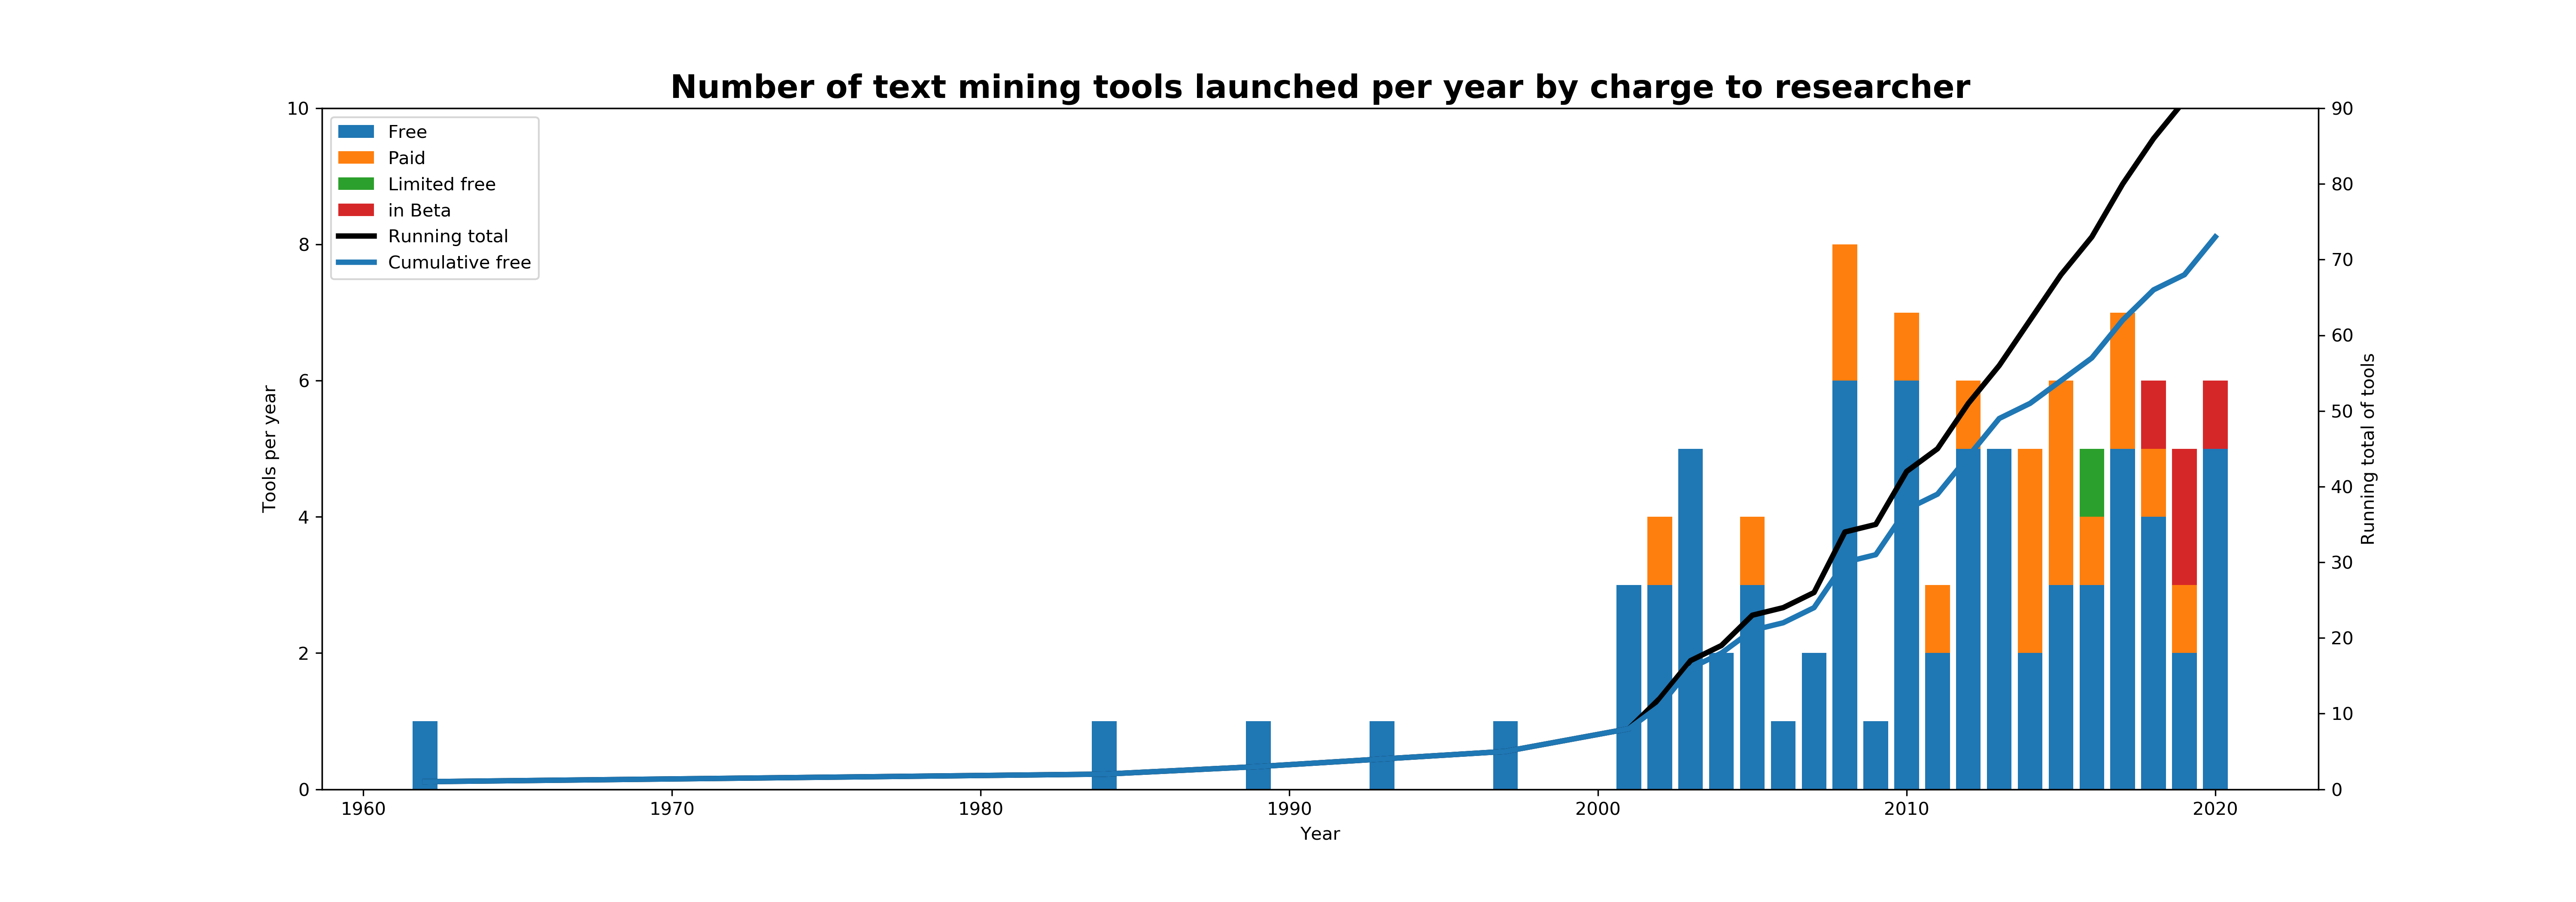 Number of text mining tools launched per year by charge to researcher
10
8
6
4
2
0
Tools per year
Free
Paid
Limited free
in Beta
Running total
Cumulative free
90
80
70
60
50
40
30
20
10
0
Running total of tools
1960 1970 1980 1990 2000 2010 2020
Year